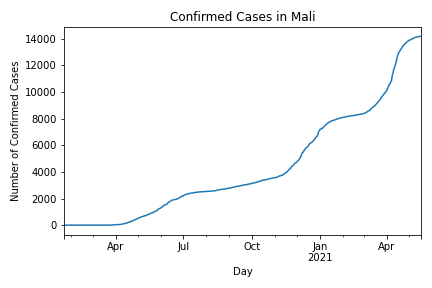 Confirmed Cases in Mali
Number of Confirmed Cases
14000
12000
10000
8000
6000
4000
2000
0
Apr
Jul
Oct
Jan
2021
Apr
Day